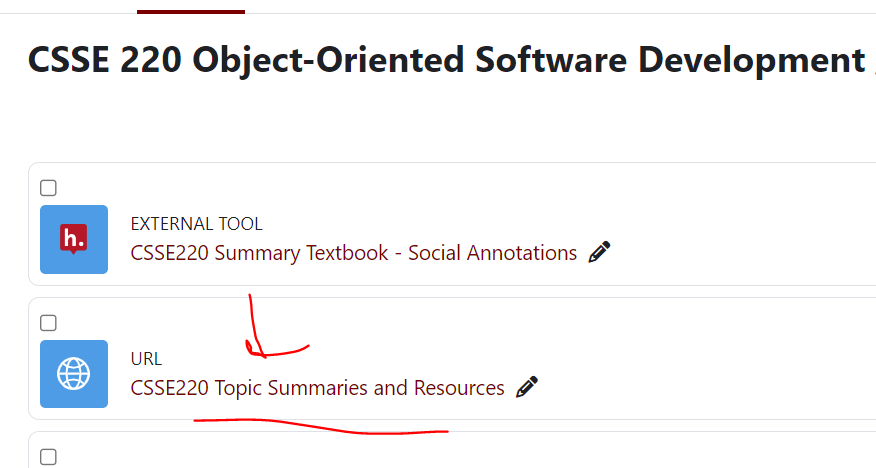 CSSE 220 Object-Oriented Software Development
EXTERNAL TOOL
h.
CSSE220 Summary Textbook - Social Annotations
URL
CSSE220 Topic Summaries and Resources